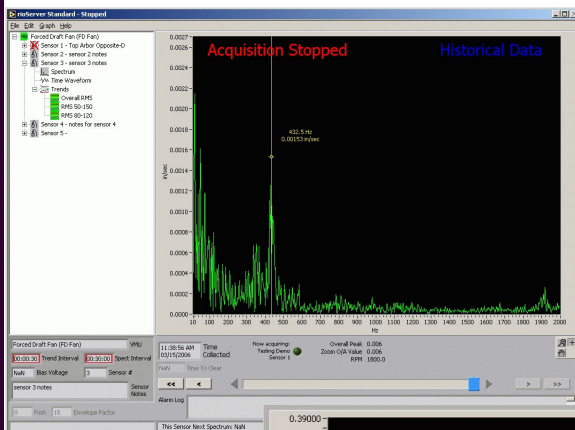 rioServer Standard - Stopped
File Edit Graph Help
Forced Draft Fan (FD Fan)
Sensor 1 - Top Arbor Opposite-D
Sensor 2 - sensor 2 notes
Sensor 3 - sensor 3 notes
Spectrum
Time Waveform
Trends
Overall RMS
RMS 50-150
RMS 80-120
Sensor 4 - notes for sensor 4
Sensor 5 -
Acquisition Stopped
Historical Data
0.0027
0.0026
0.0024
0.0022
0.0020
0.0018
0.0016
0.0014
0.0012
0.0010
0.0008
0.0006
0.0004
0.0002
0.0000
in/sec
432.5 Hz
0.00153 in/sec
10 100 200 300 400 500 600 700 800 900 1000 1100 1200 1300 1400 1500 1600 1700 1800 1900 2000
Hz
Forced Draft Fan (FD Fan) VMU
00:00:30 Trend Interval 00:30:00 Spect Interval
NaN Bias Voltage 3 Sensor #
sensor 3 notes Sensor Notes
0 Fmin 15 Envelope Factor
11:38:56 AM Time
03/15/2006 Collected
NaN Time To Clear
Now acquiring:
Testing Demo
Sensor 1
Overall Peak 0.006
Zoom O/A Value 0.006
RPM 1800.0
<< < > >>
Alarm Log
This Sensor Next Spectrum: NaN
0.39000